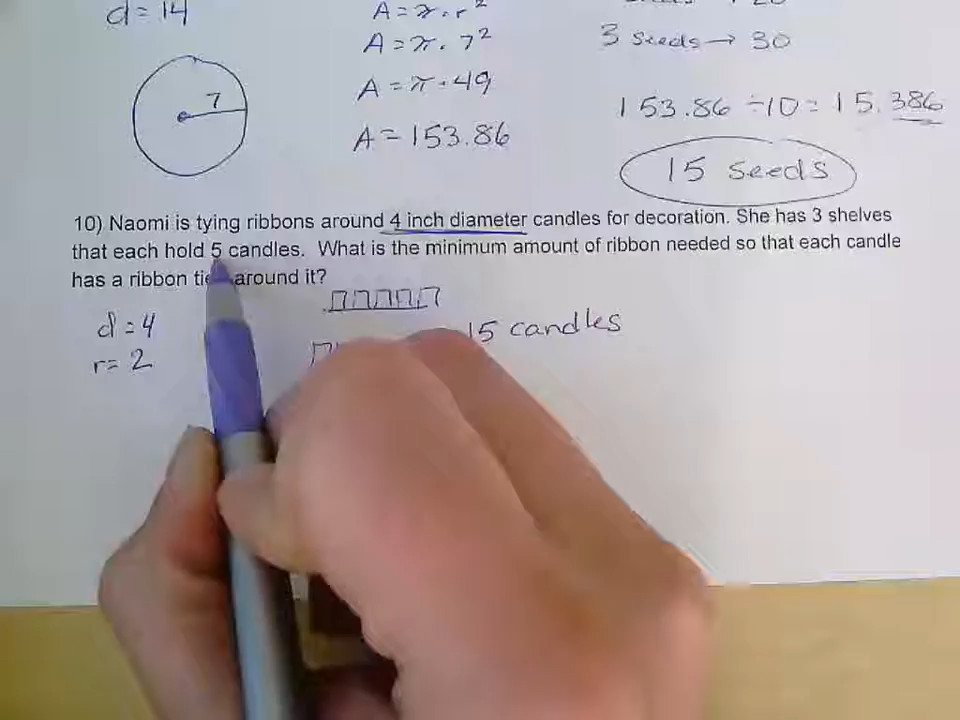 d = 14
A = π · r²
A = π · 7²
3 seeds → 30
7
A = π · 49
153.86 ÷ 10 = 15.386
A = 153.86
15 seeds
10) Naomi is tying ribbons around 4 inch diameter candles for decoration. She has 3 shelves
that each hold 5 candles. What is the minimum amount of ribbon needed so that each candle
has a ribbon around it?
d = 4
15 candles
r = 2